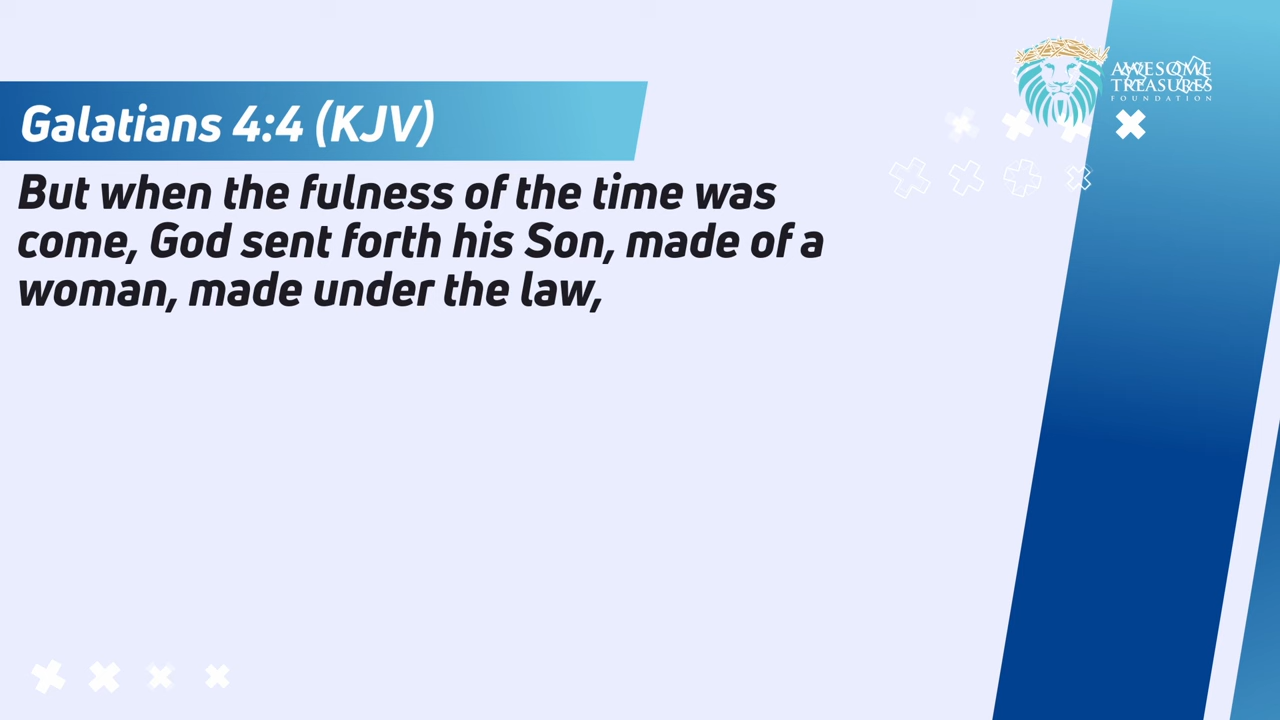 AWESOME
TREASURES
FOUNDATION
Galatians 4:4 (KJV)
But when the fulness of the time was
come, God sent forth his Son, made of a
woman, made under the law,